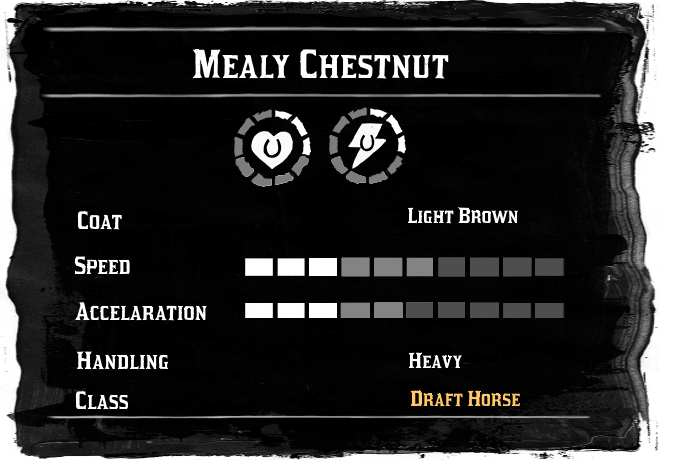 Mealy Chestnut
Coat Light Brown
Speed
Accelaration
Handling Heavy
Class Draft Horse